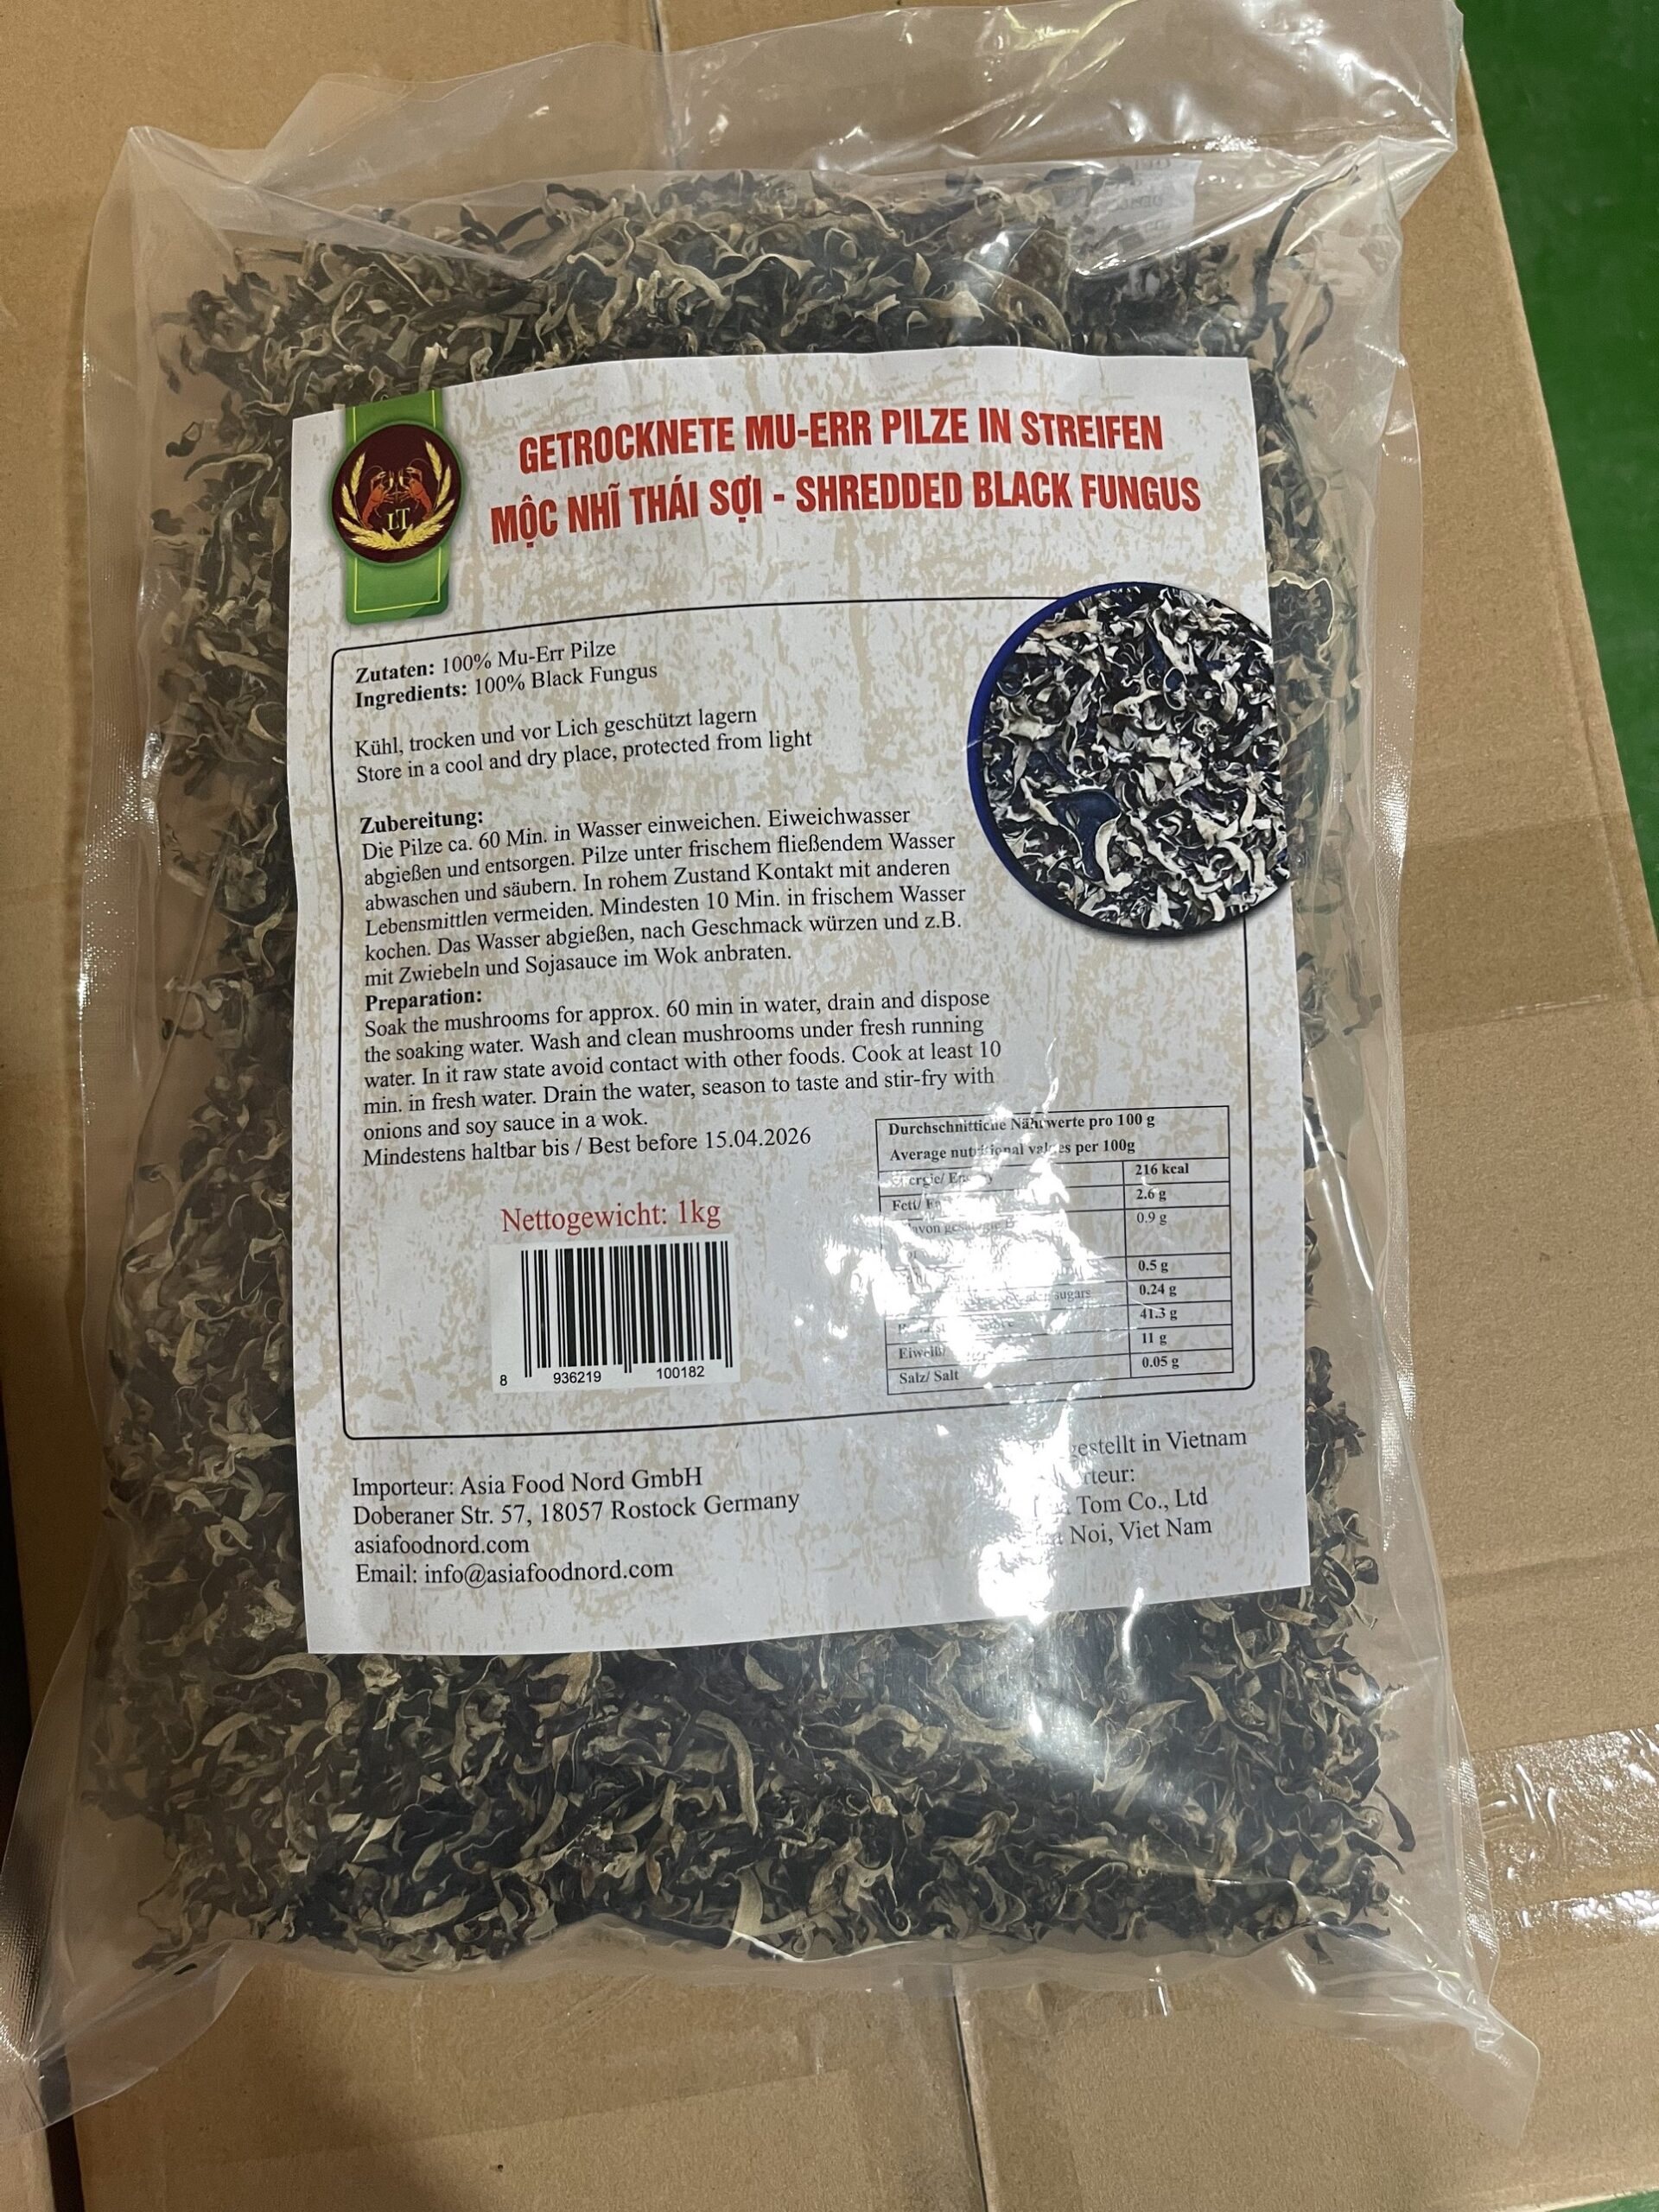 LT
GETROCKNETE MU-ERR PILZE IN STREIFEN
MỘC NHĨ THÁI SỢI - SHREDDED BLACK FUNGUS
Zutaten: 100% Mu-Err Pilze
Ingredients: 100% Black Fungus
Kühl, trocken und vor Lich geschützt lagern
Store in a cool and dry place, protected from light
Zubereitung:
Die Pilze ca. 60 Min. in Wasser einweichen. Eiweichwasser
abgießen und entsorgen. Pilze unter frischem fließendem Wasser
abwaschen und säubern. In rohem Zustand Kontakt mit anderen
Lebensmittlen vermeiden. Mindesten 10 Min. in frischem Wasser
kochen. Das Wasser abgießen, nach Geschmack würzen und z.B.
mit Zwiebeln und Sojasauce im Wok anbraten.
Preparation:
Soak the mushrooms for approx. 60 min in water, drain and dispose
the soaking water. Wash and clean mushrooms under fresh running
water. In it raw state avoid contact with other foods. Cook at least 10
min. in fresh water. Drain the water, season to taste and stir-fry with
onions and soy sauce in a wok.
Mindestens haltbar bis / Best before 15.04.2026
Nettogewicht: 1kg
8 936219 100182
Durchschnittiche Nährwerte pro 100 g
Average nutritional values per 100g
216 kcal
Fett/ 2.6 g
0.9 g
0.5 g
sugars 0.24 g
41.3 g
Eiweiß/ 11 g
Salz/ Salt 0.05 g
Importeur: Asia Food Nord GmbH
Doberaner Str. 57, 18057 Rostock Germany
asiafoodnord.com
Email: info@asiafoodnord.com
in Vietnam
Tom Co., Ltd
Noi, Viet Nam